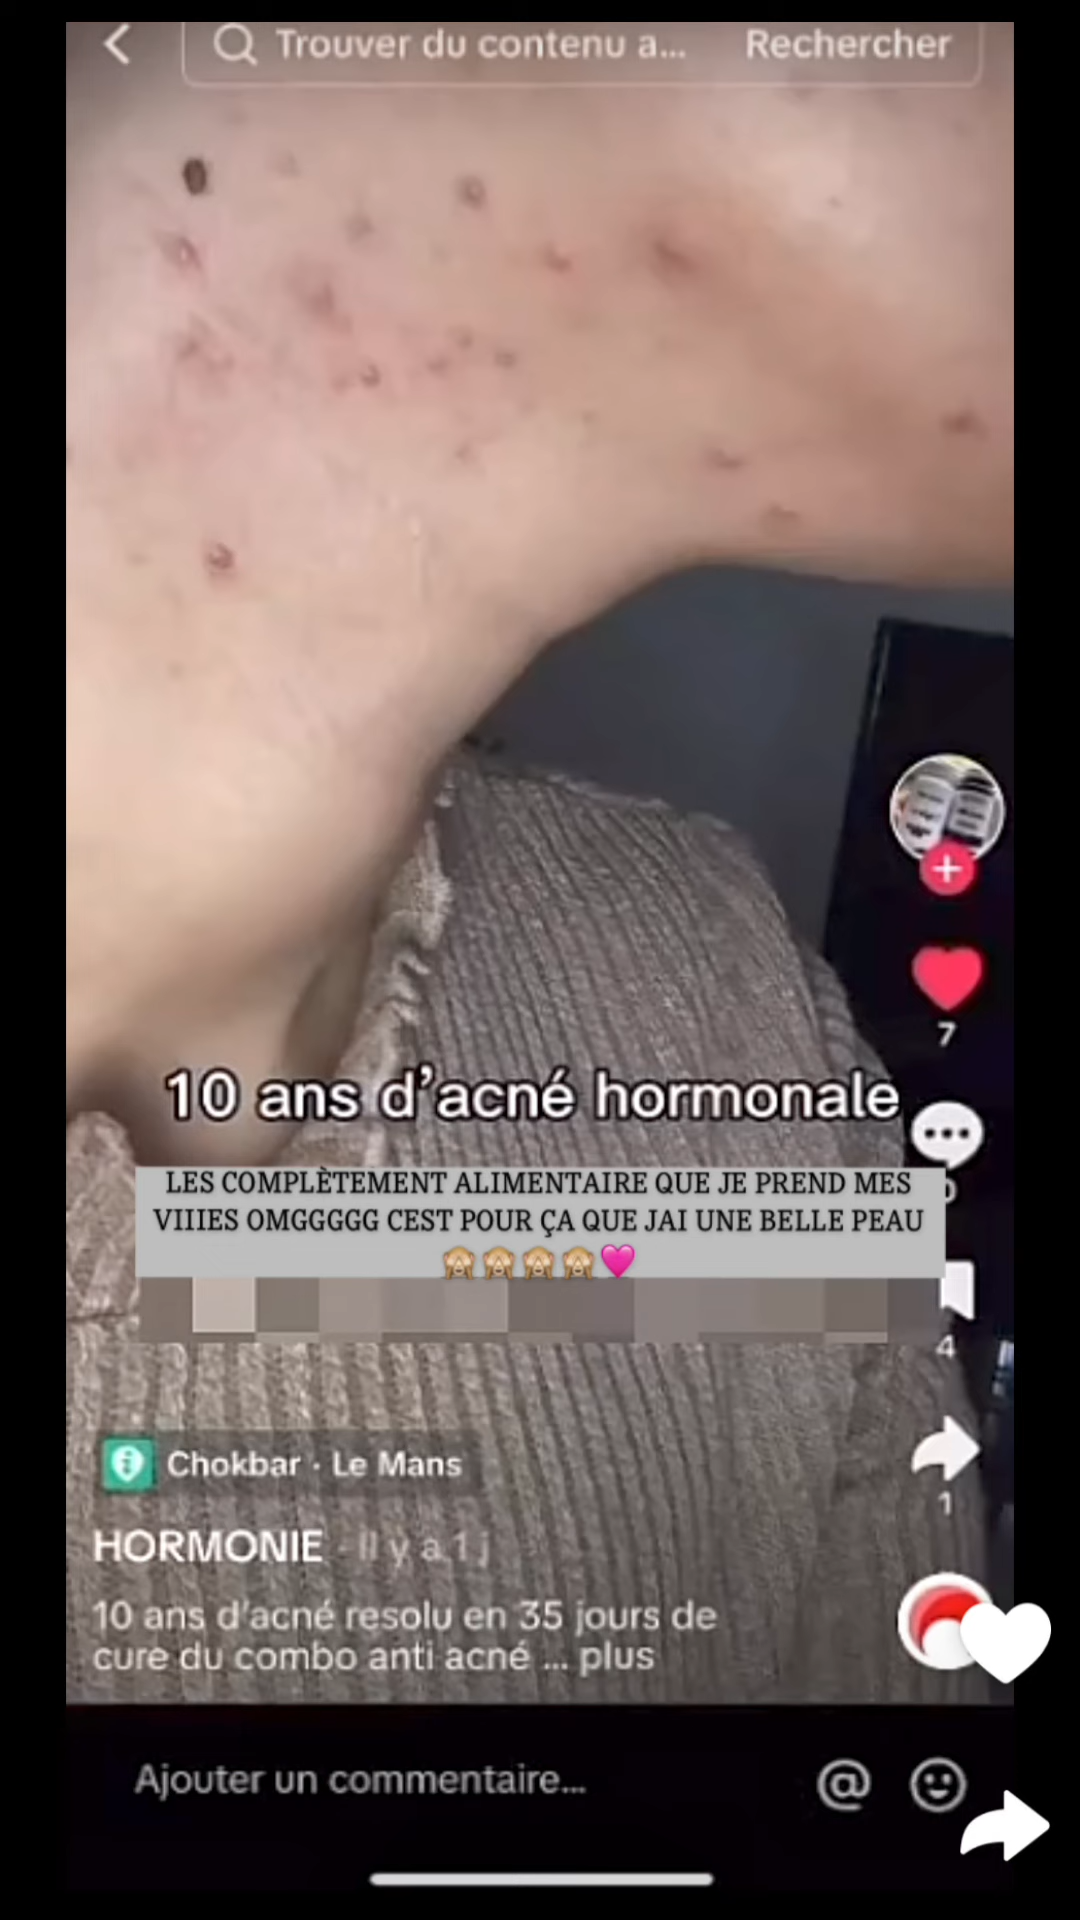 Trouver du contenu a... Rechercher
7
10 ans d'acné hormonale
LES COMPLÈTEMENT ALIMENTAIRE QUE JE PREND MES
VIIIES OMGGGGG CEST POUR ÇA QUE JAI UNE BELLE PEAU
🙈🙈🙈🙈🩷
4
Chokbar · Le Mans
1
HORMONIE · Il y a 1 j
10 ans d'acné resolu en 35 jours de
cure du combo anti acné ... plus
Ajouter un commentaire...